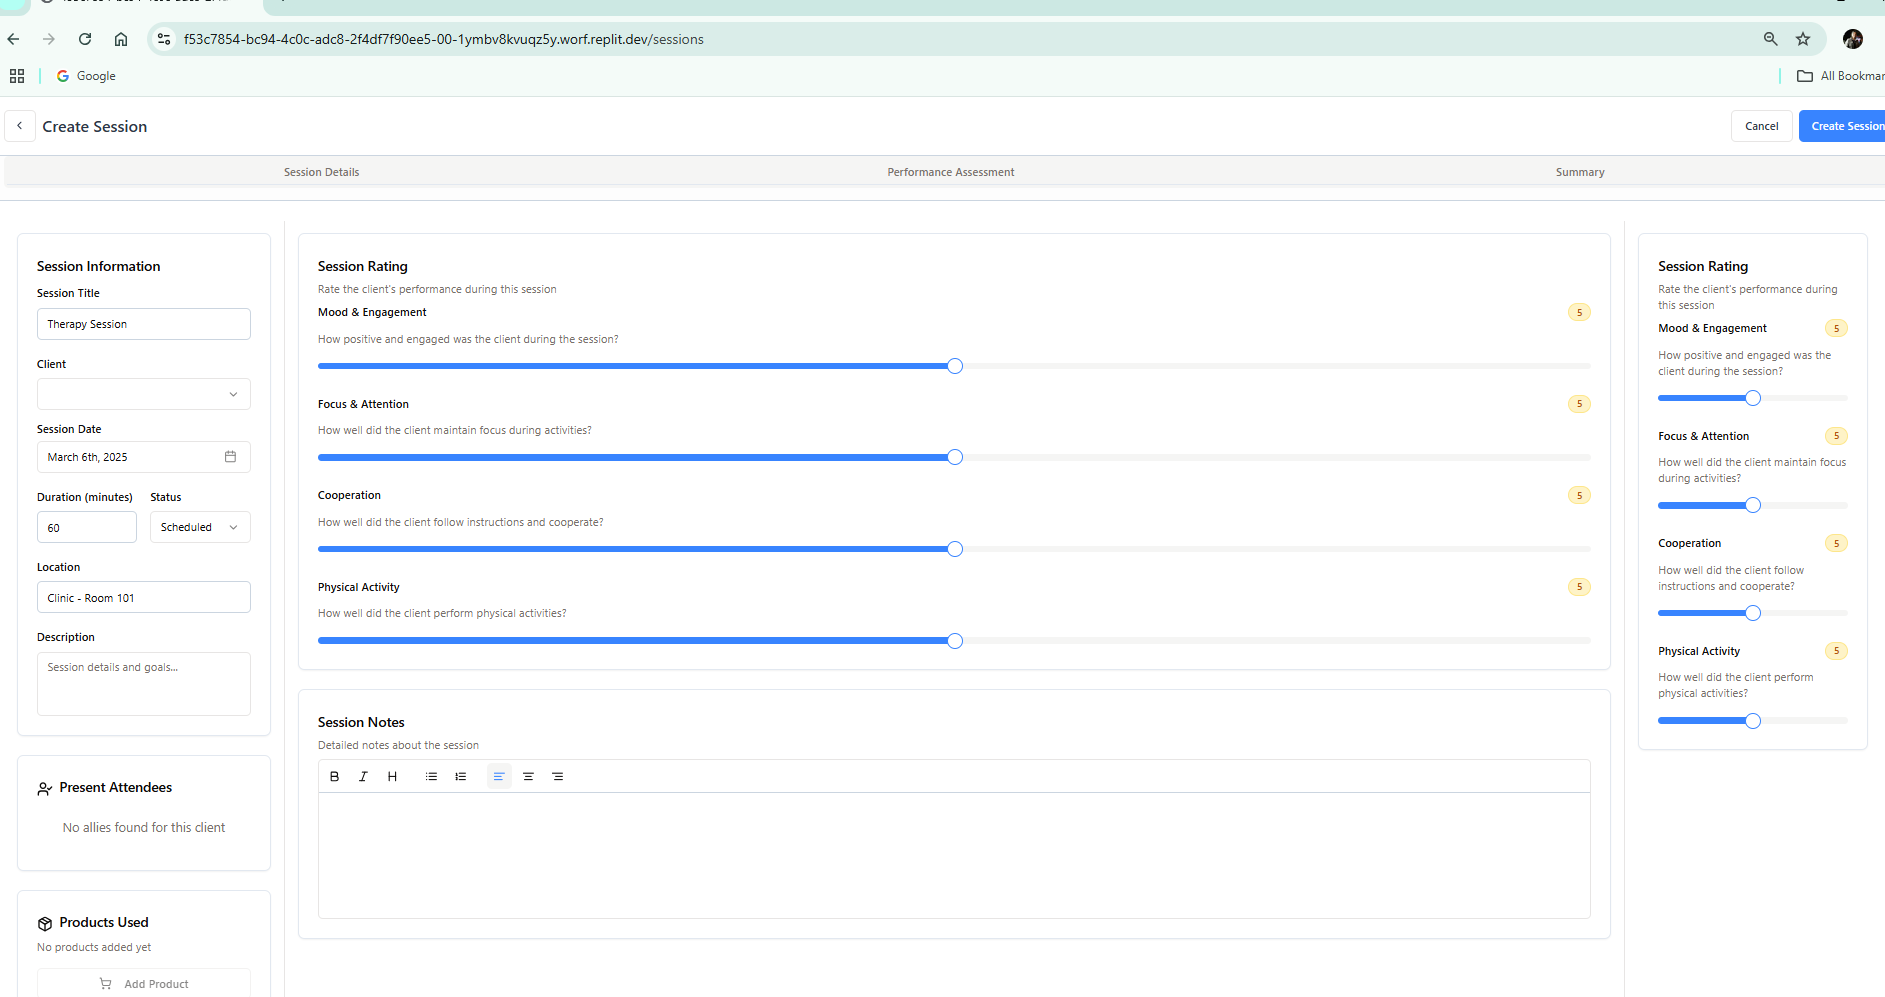 f53c7854-bc94-4c0c-adc8-2f4df7f90ee5-00-1ymbv8kvuqz5y.worf.replit.dev/sessions
Google
All Bookmar
Create Session
Cancel
Create Session
Session Details
Performance Assessment
Summary
Session Information
Session Title
Therapy Session
Client
Session Date
March 6th, 2025
Duration (minutes)
Status
60
Scheduled
Location
Clinic - Room 101
Description
Session details and goals...
Present Attendees
No allies found for this client
Products Used
No products added yet
Add Product
Session Rating
Rate the client's performance during this session
Mood & Engagement
5
How positive and engaged was the client during the session?
Focus & Attention
5
How well did the client maintain focus during activities?
Cooperation
5
How well did the client follow instructions and cooperate?
Physical Activity
5
How well did the client perform physical activities?
Session Notes
Detailed notes about the session
B I H
Session Rating
Rate the client's performance during
this session
Mood & Engagement
5
How positive and engaged was the
client during the session?
Focus & Attention
5
How well did the client maintain focus
during activities?
Cooperation
5
How well did the client follow
instructions and cooperate?
Physical Activity
5
How well did the client perform
physical activities?